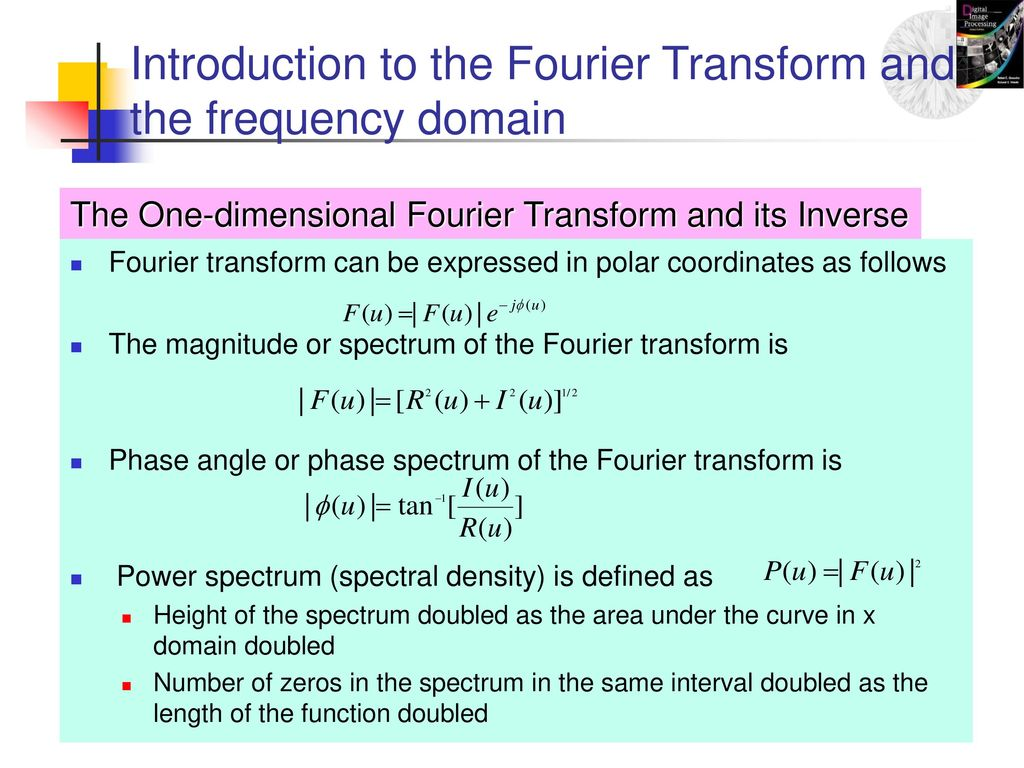 Digital
Image
Processing
Introduction to the Fourier Transform and
the frequency domain
The One-dimensional Fourier Transform and its Inverse
Fourier transform can be expressed in polar coordinates as follows
F(u) =| F(u) | e^{− jϕ(u)}
The magnitude or spectrum of the Fourier transform is
| F(u) |= [R²(u) + I²(u)]^{1/2}
Phase angle or phase spectrum of the Fourier transform is
| ϕ(u) |= tan⁻¹[ I(u) / R(u) ]
Power spectrum (spectral density) is defined as P(u) =| F(u) |²
Height of the spectrum doubled as the area under the curve in x
domain doubled
Number of zeros in the spectrum in the same interval doubled as the
length of the function doubled